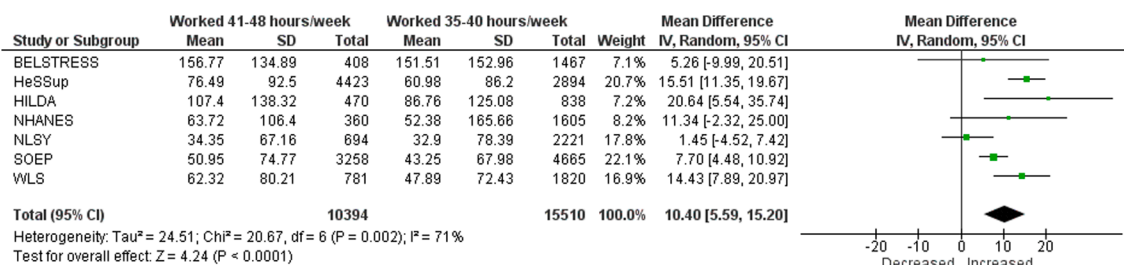 Worked 41-48 hours/week Worked 35-40 hours/week Mean Difference Mean Difference
Study or Subgroup Mean SD Total Mean SD Total Weight IV, Random, 95% CI IV, Random, 95% CI
BELSTRESS 156.77 134.89 408 151.51 152.96 1467 7.1% 5.26 [-9.99, 20.51]
HeSSup 76.49 92.5 4423 60.98 86.2 2894 20.7% 15.51 [11.35, 19.67]
HILDA 107.4 138.32 470 86.76 125.08 838 7.2% 20.64 [5.54, 35.74]
NHANES 63.72 106.4 360 52.38 165.66 1605 8.2% 11.34 [-2.32, 25.00]
NLSY 34.35 67.16 694 32.9 78.39 2221 17.8% 1.45 [-4.52, 7.42]
SOEP 50.95 74.77 3258 43.25 67.98 4665 22.1% 7.70 [4.48, 10.92]
WLS 62.32 80.21 781 47.89 72.43 1820 16.9% 14.43 [7.89, 20.97]
Total (95% CI) 10394 15510 100.0% 10.40 [5.59, 15.20]
Heterogeneity: Tau² = 24.51; Chi² = 20.67, df = 6 (P = 0.002); I² = 71%
Test for overall effect: Z = 4.24 (P < 0.0001)
-20 -10 0 10 20
Decreased Increased